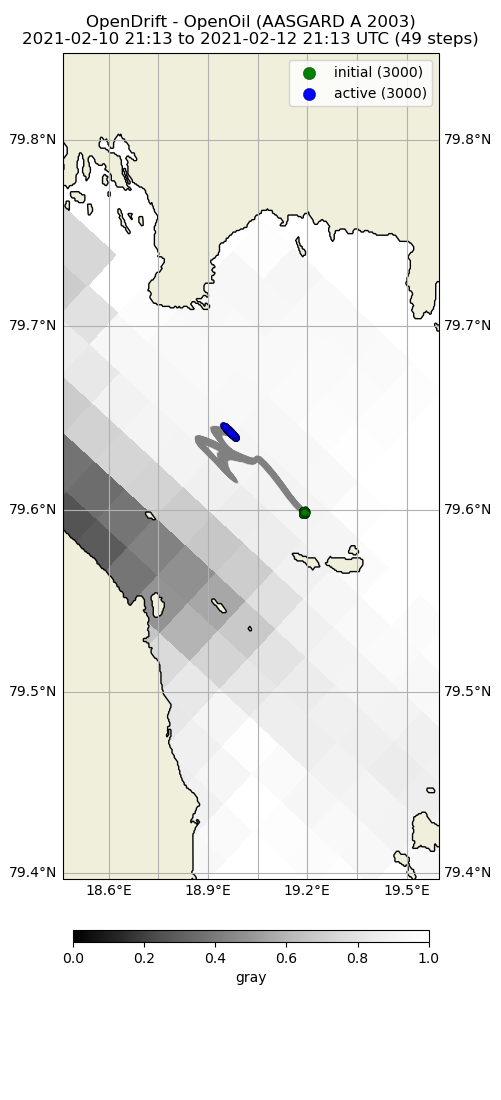 OpenDrift - OpenOil (AASGARD A 2003)
2021-02-10 21:13 to 2021-02-12 21:13 UTC (49 steps)
initial (3000)
active (3000)
79.8°N 79.8°N
79.7°N 79.7°N
79.6°N 79.6°N
79.5°N 79.5°N
79.4°N 79.4°N
18.6°E 18.9°E 19.2°E 19.5°E
0.0 0.2 0.4 0.6 0.8 1.0
gray